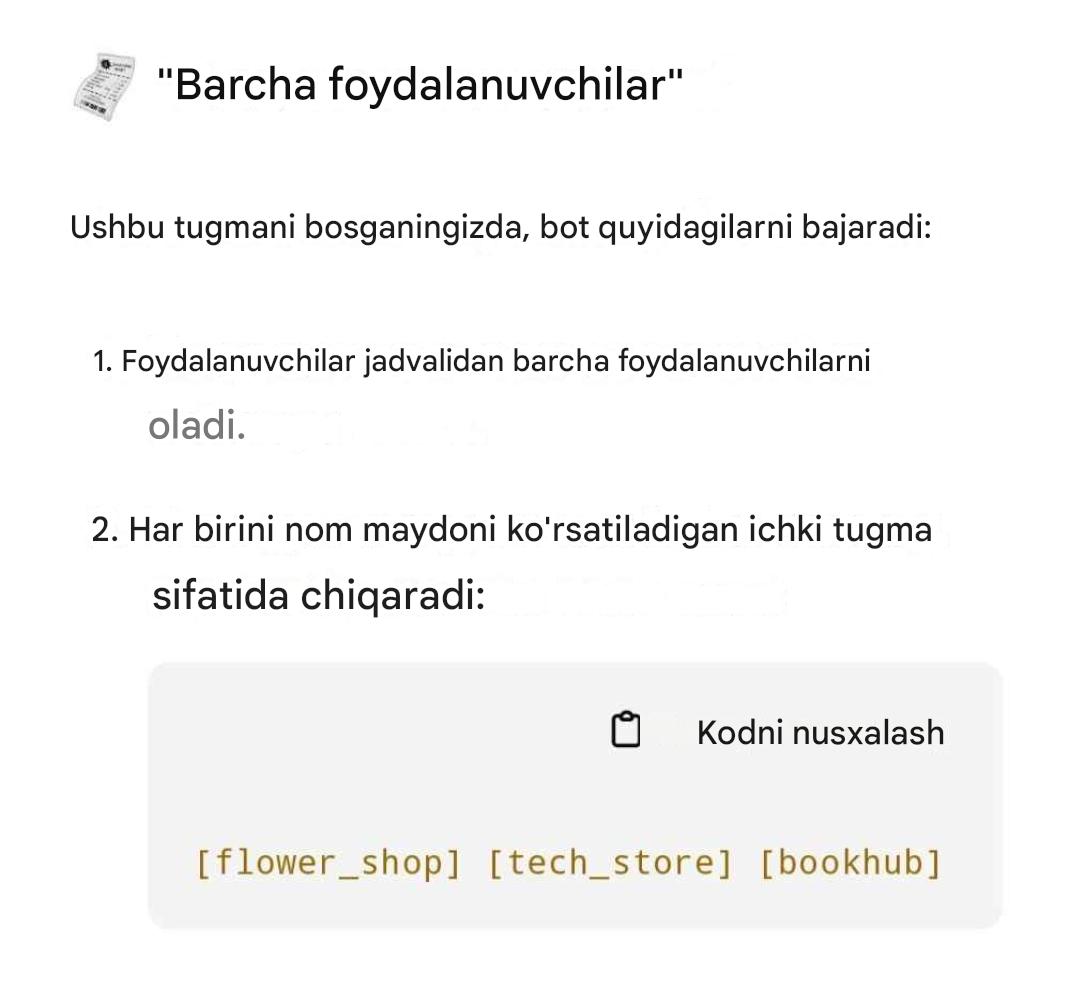 "Barcha foydalanuvchilar"
Ushbu tugmani bosganingizda, bot quyidagilarni bajaradi:
1. Foydalanuvchilar jadvalidan barcha foydalanuvchilarni
oladi.
2. Har birini nom maydoni ko'rsatiladigan ichki tugma
sifatida chiqaradi:
Kodni nusxalash
[flower_shop] [tech_store] [bookhub]